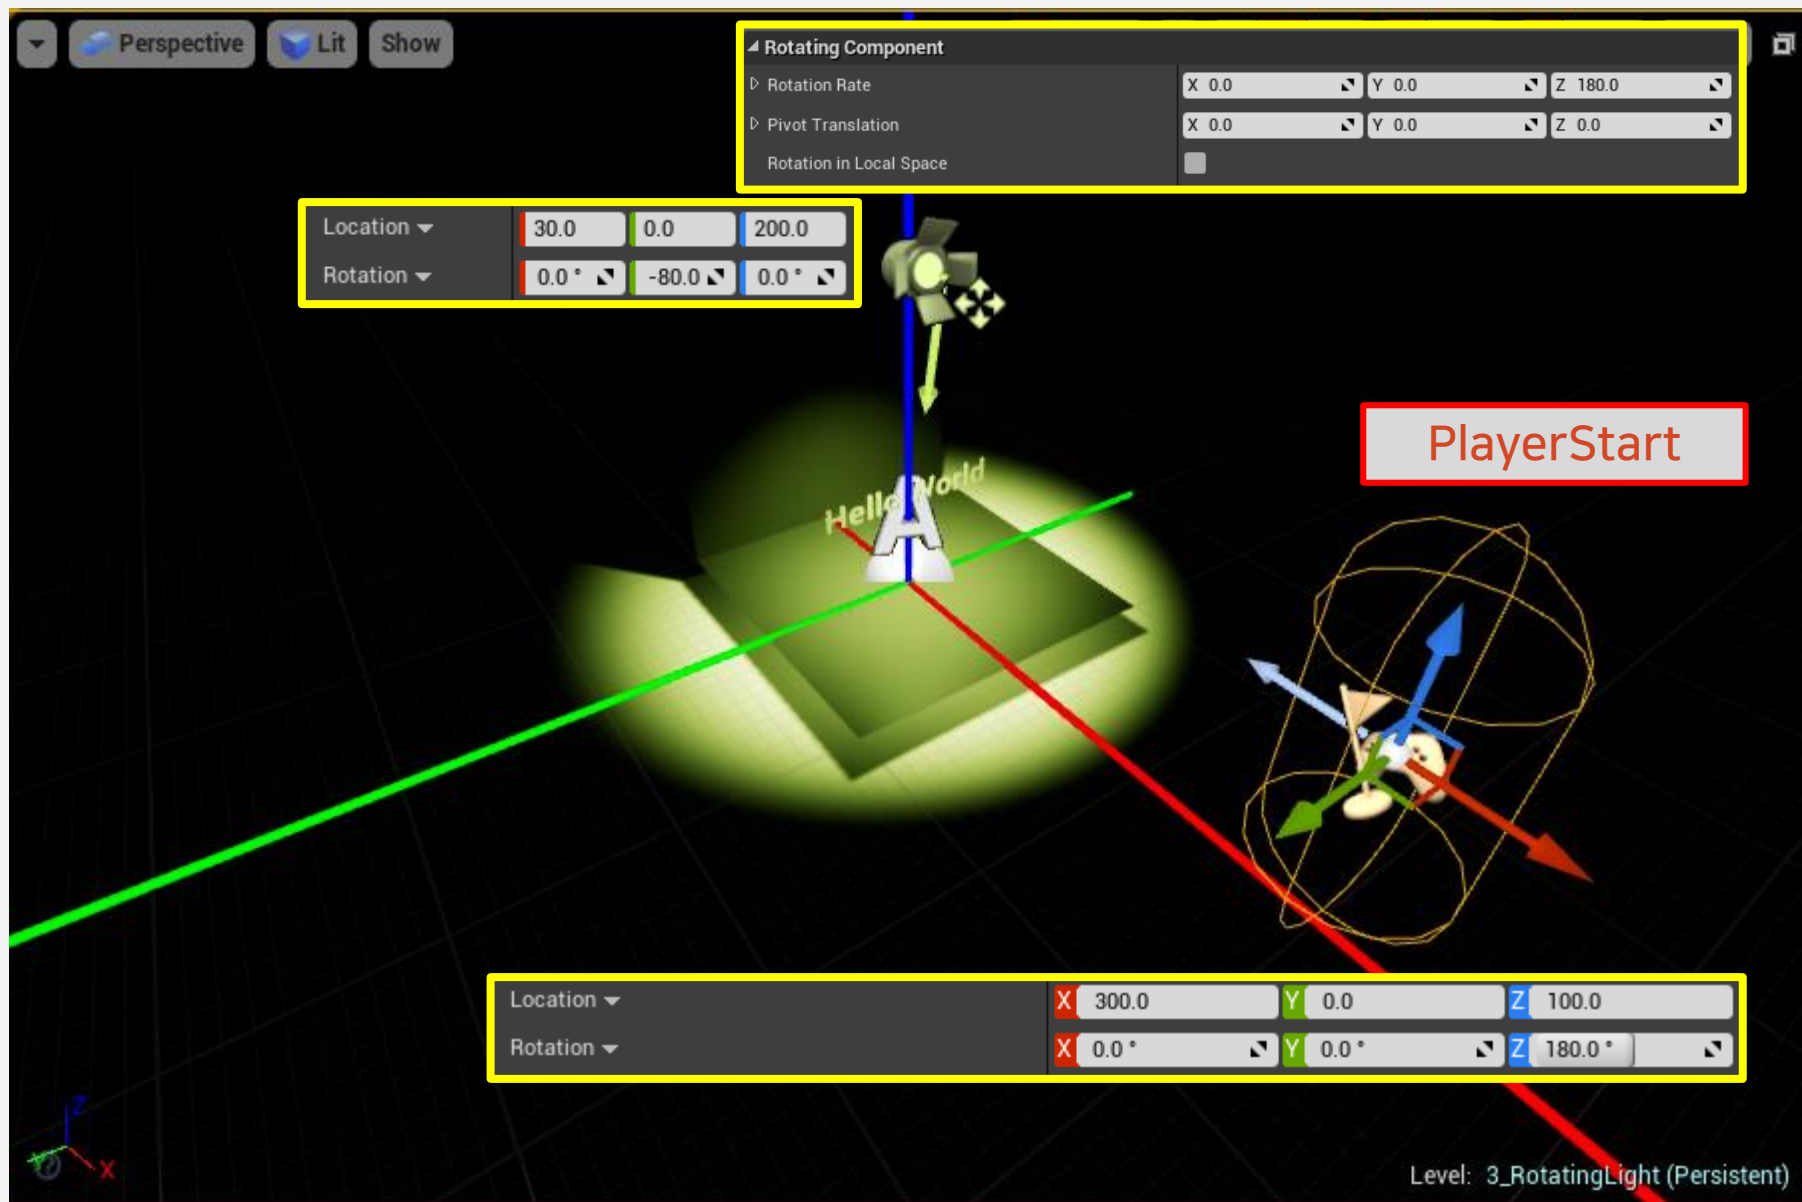 Perspective Lit Show
Rotating Component
Rotation Rate X 0.0 Y 0.0 Z 180.0
Pivot Translation X 0.0 Y 0.0 Z 0.0
Rotation in Local Space
Location 30.0 0.0 200.0
Rotation 0.0 ° -80.0 0.0 °
PlayerStart
Hello World
A
Location X 300.0 Y 0.0 Z 100.0
Rotation X 0.0 ° Y 0.0 ° Z 180.0 °
Z
X
Level: 3_RotatingLight (Persistent)